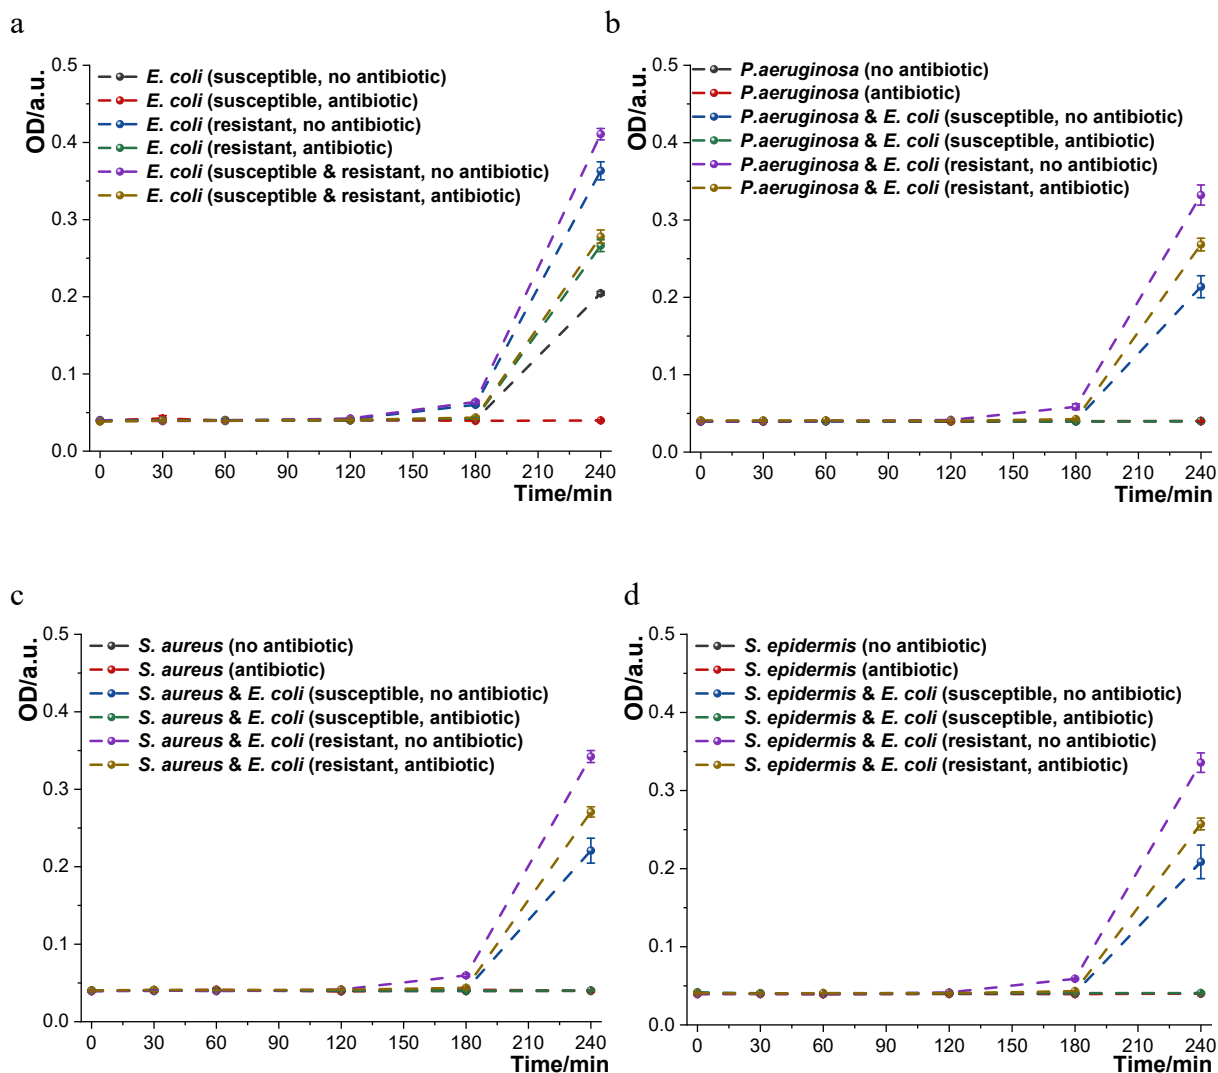 a
OD/a.u.
0.5
0.4
0.3
0.2
0.1
0.0
E. coli (susceptible, no antibiotic)
E. coli (susceptible, antibiotic)
E. coli (resistant, no antibiotic)
E. coli (resistant, antibiotic)
E. coli (susceptible & resistant, no antibiotic)
E. coli (susceptible & resistant, antibiotic)
0 30 60 90 120 150 180 210 240
Time/min
b
OD/a.u.
0.5
0.4
0.3
0.2
0.1
0.0
P.aeruginosa (no antibiotic)
P.aeruginosa (antibiotic)
P.aeruginosa & E. coli (susceptible, no antibiotic)
P.aeruginosa & E. coli (susceptible, antibiotic)
P.aeruginosa & E. coli (resistant, no antibiotic)
P.aeruginosa & E. coli (resistant, antibiotic)
0 30 60 90 120 150 180 210 240
Time/min
c
OD/a.u.
0.5
0.4
0.3
0.2
0.1
0.0
S. aureus (no antibiotic)
S. aureus (antibiotic)
S. aureus & E. coli (susceptible, no antibiotic)
S. aureus & E. coli (susceptible, antibiotic)
S. aureus & E. coli (resistant, no antibiotic)
S. aureus & E. coli (resistant, antibiotic)
0 30 60 90 120 150 180 210 240
Time/min
d
OD/a.u.
0.5
0.4
0.3
0.2
0.1
0.0
S. epidermis (no antibiotic)
S. epidermis (antibiotic)
S. epidermis & E. coli (susceptible, no antibiotic)
S. epidermis & E. coli (susceptible, antibiotic)
S. epidermis & E. coli (resistant, no antibiotic)
S. epidermis & E. coli (resistant, antibiotic)
0 30 60 90 120 150 180 210 240
Time/min